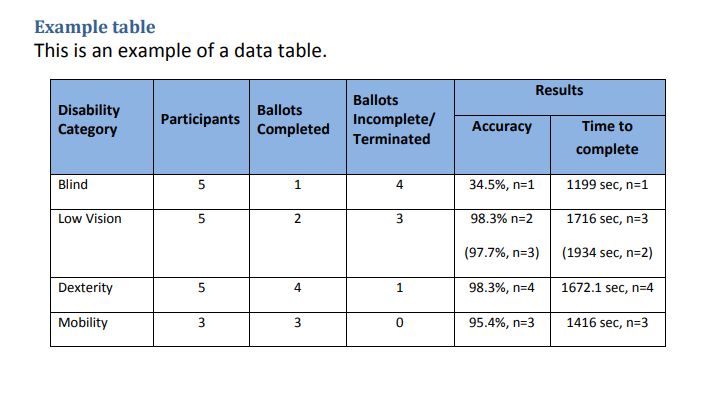 Example table
This is an example of a data table.
Disability Category Participants Ballots Completed Ballots Incomplete/ Terminated Results
Accuracy Time to complete
Blind 5 1 4 34.5%, n=1 1199 sec, n=1
Low Vision 5 2 3 98.3% n=2 1716 sec, n=3
(97.7%, n=3) (1934 sec, n=2)
Dexterity 5 4 1 98.3%, n=4 1672.1 sec, n=4
Mobility 3 3 0 95.4%, n=3 1416 sec, n=3